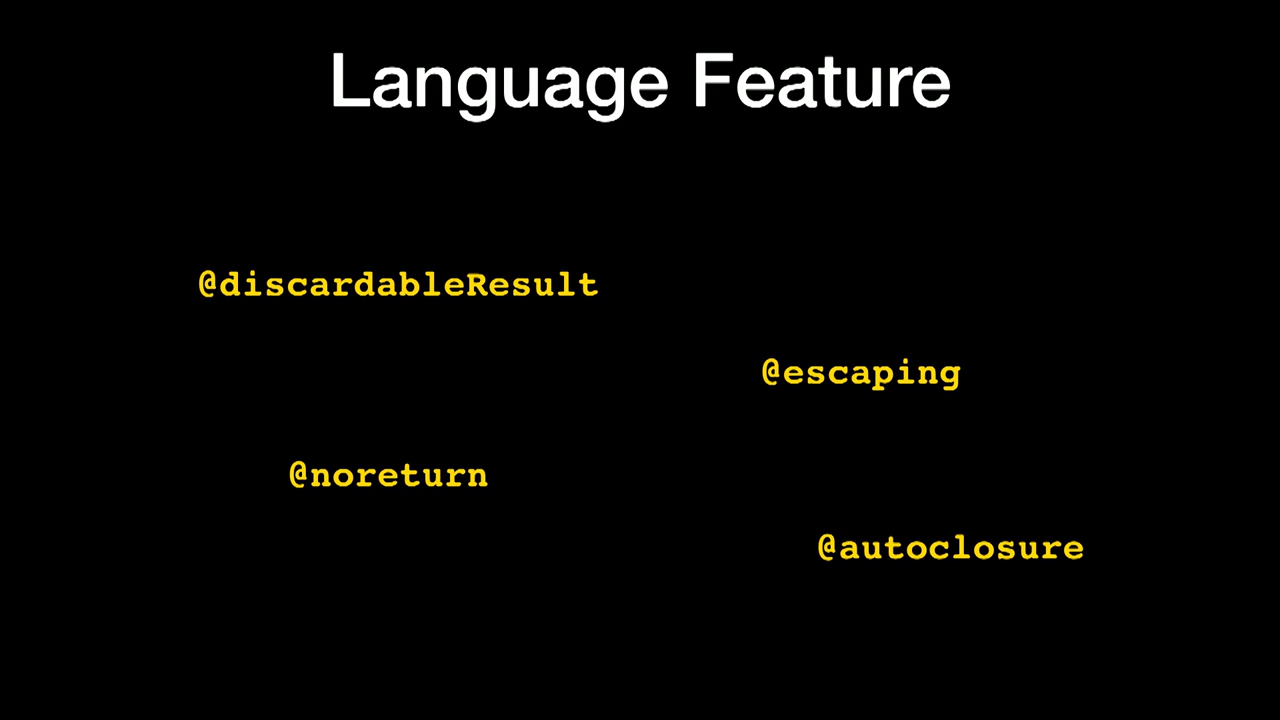 Language Feature
@discardableResult
@escaping
@noreturn
@autoclosure